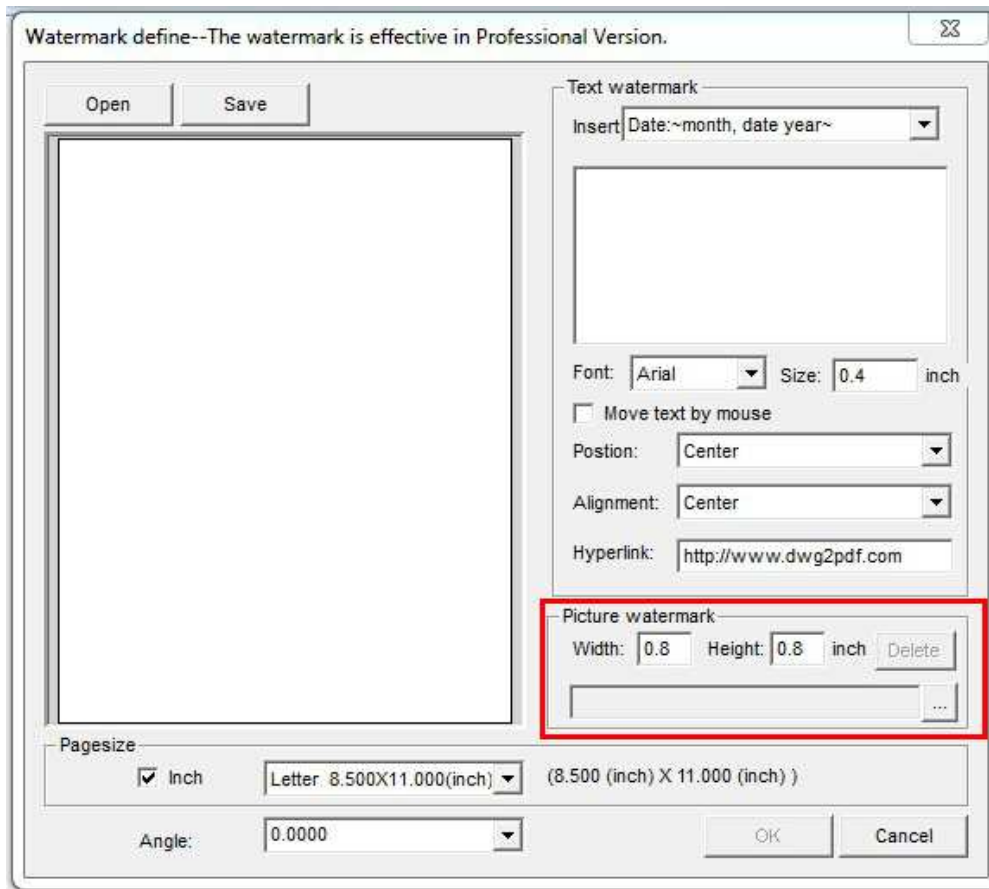 Watermark define--The watermark is effective in Professional Version.
Open
Save
Text watermark
Insert Date:~month, date year~
Font: Arial Size: 0.4 inch
Move text by mouse
Postion: Center
Alignment: Center
Hyperlink: http://www.dwg2pdf.com
Picture watermark
Width: 0.8 Height: 0.8 inch Delete
...
Pagesize
Inch Letter 8.500X11.000(inch) (8.500 (inch) X 11.000 (inch) )
Angle: 0.0000
OK
Cancel